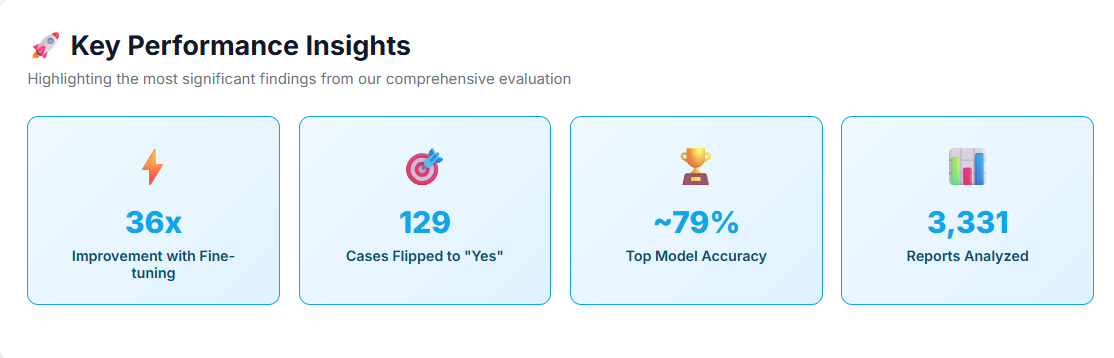 Key Performance Insights
Highlighting the most significant findings from our comprehensive evaluation
36x
Improvement with Fine-
tuning
129
Cases Flipped to "Yes"
~79%
Top Model Accuracy
3,331
Reports Analyzed